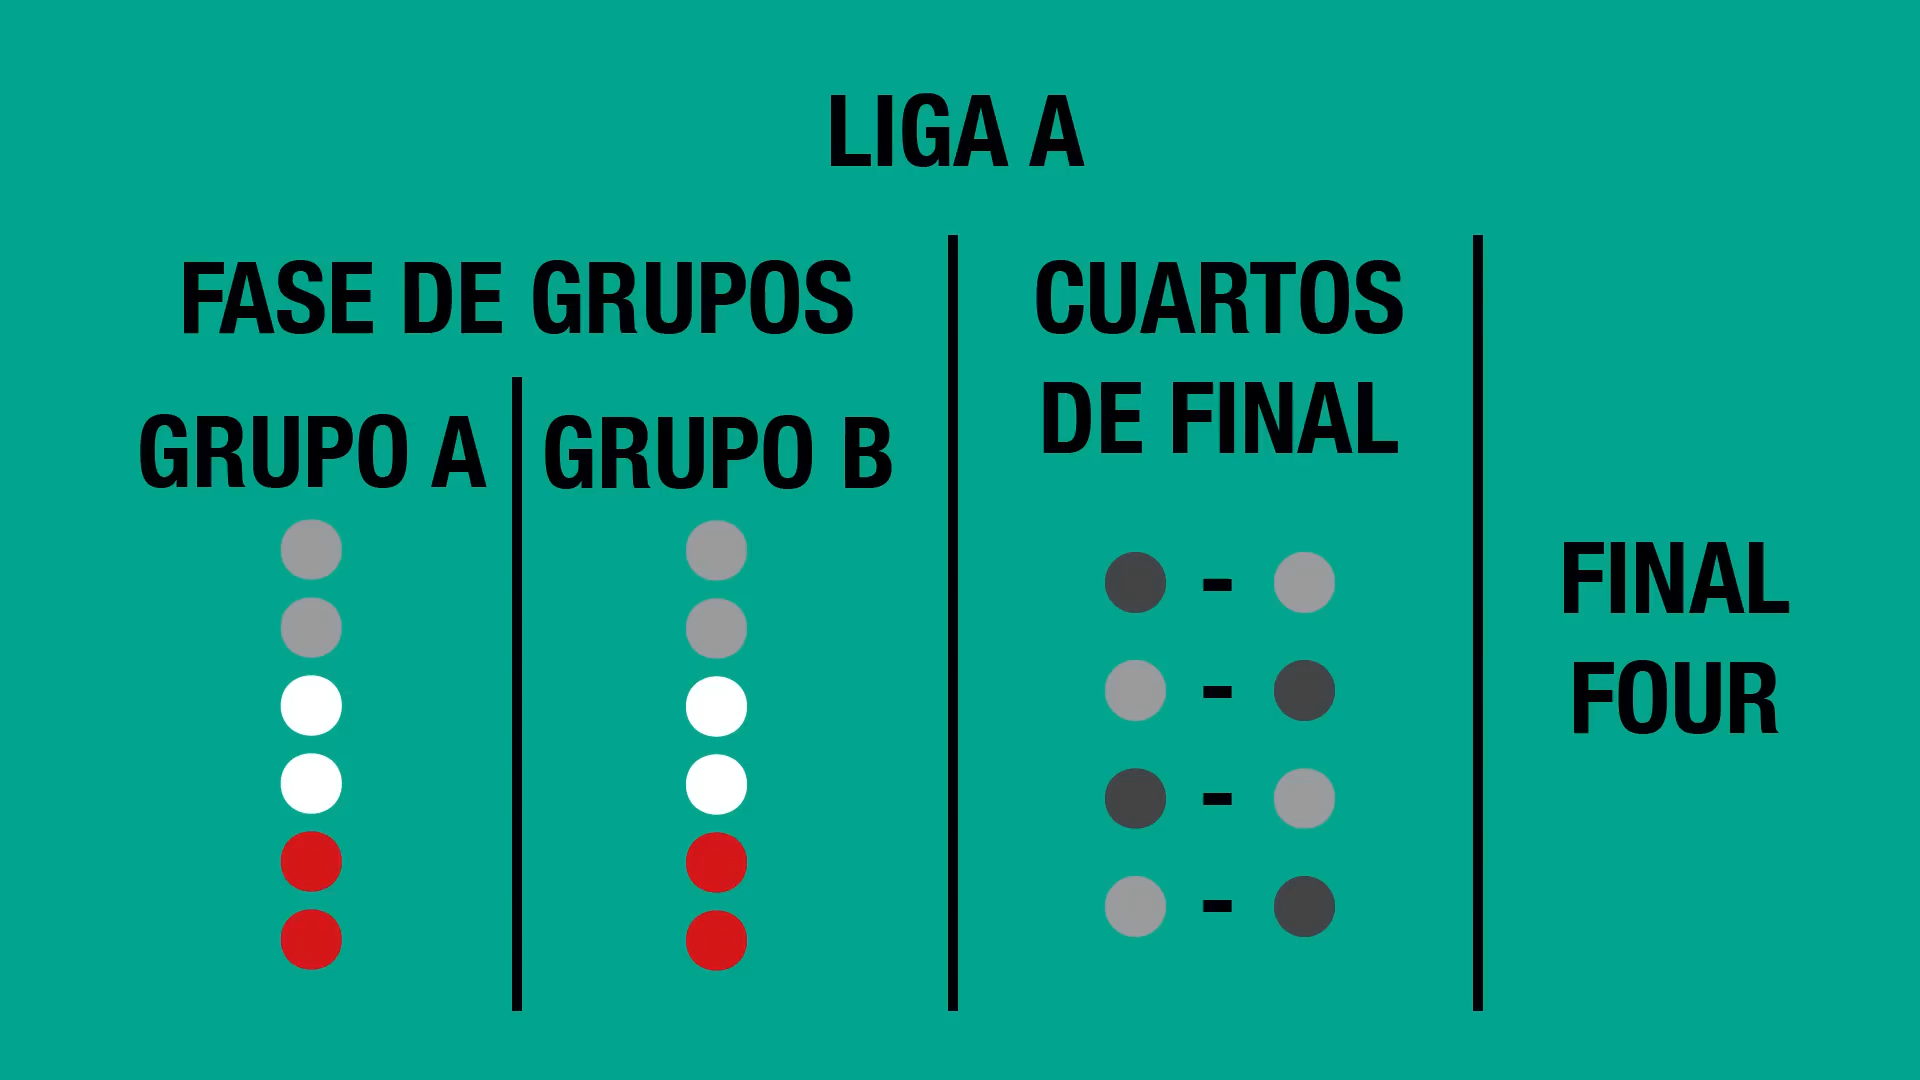 LIGA A
FASE DE GRUPOS
GRUPO A
GRUPO B
CUARTOS
DE FINAL
-
-
-
-
FINAL
FOUR